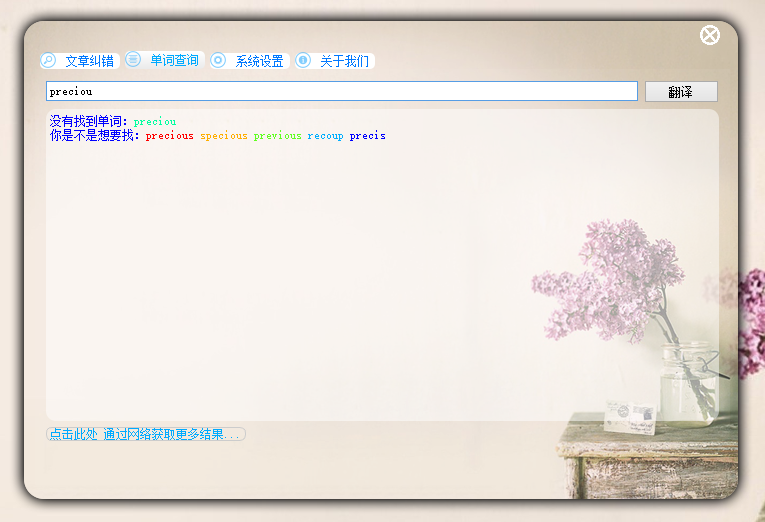 文章纠错 单词查询 系统设置 关于我们
preciou 翻译
没有找到单词: preciou
你是不是想要找: precious specious previous recoup precis
点击此处 通过网络获取更多结果...